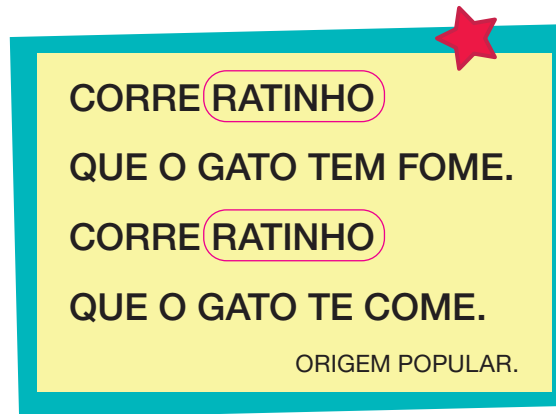 CORRE RATINHO
QUE O GATO TEM FOME.
CORRE RATINHO
QUE O GATO TE COME.
ORIGEM POPULAR.